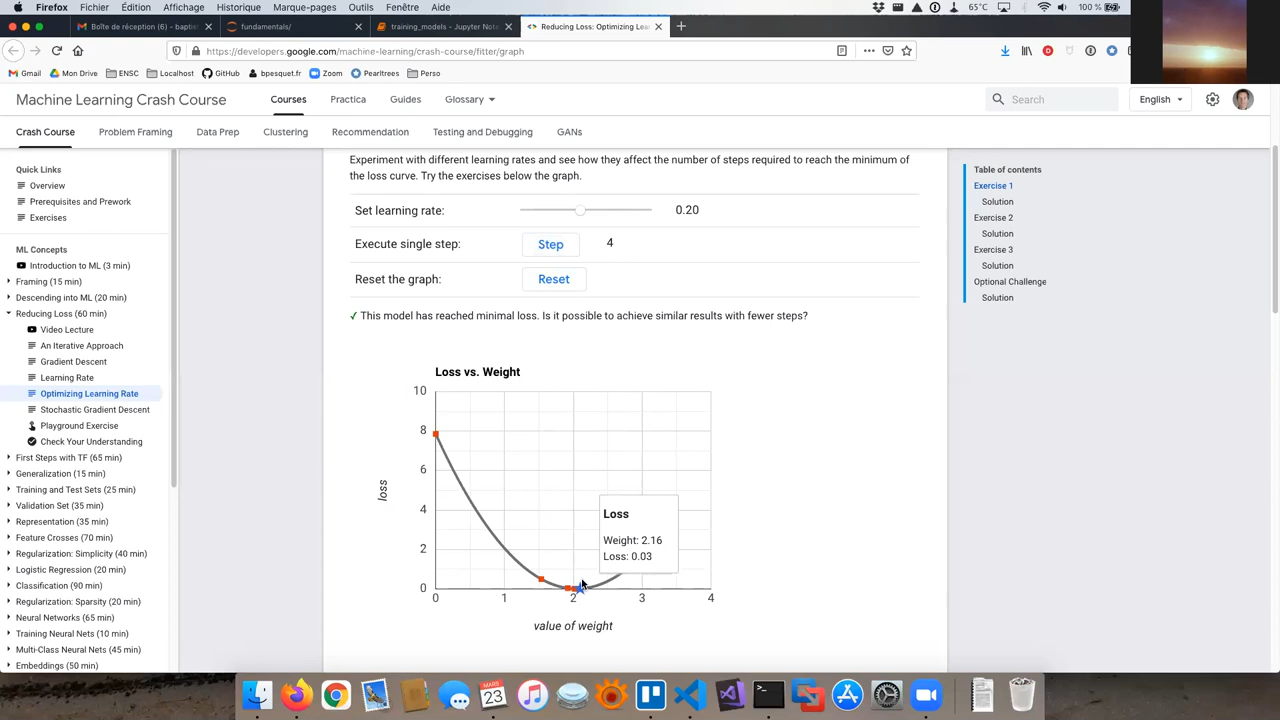 Firefox Fichier Édition Affichage Historique Marque-pages Outils Fenêtre Aide 65°C 100 %
Boîte de réception (6) – baptis fundamentals/ training_models - Jupyter Note Reducing Loss: Optimizing Lea
https://developers.google.com/machine-learning/crash-course/fitter/graph
Gmail Mon Drive ENSC Localhost GitHub bpesquet.fr Zoom Pearltrees Perso
Machine Learning Crash Course Courses Practica Guides Glossary Search English
Crash Course Problem Framing Data Prep Clustering Recommendation Testing and Debugging GANs
Quick Links
Overview
Prerequisites and Prework
Exercises
ML Concepts
Introduction to ML (3 min)
Framing (15 min)
Descending into ML (20 min)
Reducing Loss (60 min)
Video Lecture
An Iterative Approach
Gradient Descent
Learning Rate
Optimizing Learning Rate
Stochastic Gradient Descent
Playground Exercise
Check Your Understanding
First Steps with TF (65 min)
Generalization (15 min)
Training and Test Sets (25 min)
Validation Set (35 min)
Representation (35 min)
Feature Crosses (70 min)
Regularization: Simplicity (40 min)
Logistic Regression (20 min)
Classification (90 min)
Regularization: Sparsity (20 min)
Neural Networks (65 min)
Training Neural Nets (10 min)
Multi-Class Neural Nets (45 min)
Embeddings (50 min)
Experiment with different learning rates and see how they affect the number of steps required to reach the minimum of
the loss curve. Try the exercises below the graph.
Set learning rate: 0.20
Execute single step: Step 4
Reset the graph: Reset
✓ This model has reached minimal loss. Is it possible to achieve similar results with fewer steps?
Loss vs. Weight
10
8
6
4
2
0
loss
0 1 2 3 4
value of weight
Loss
Weight: 2.16
Loss: 0.03
Table of contents
Exercise 1
Solution
Exercise 2
Solution
Exercise 3
Solution
Optional Challenge
Solution
MARS
23